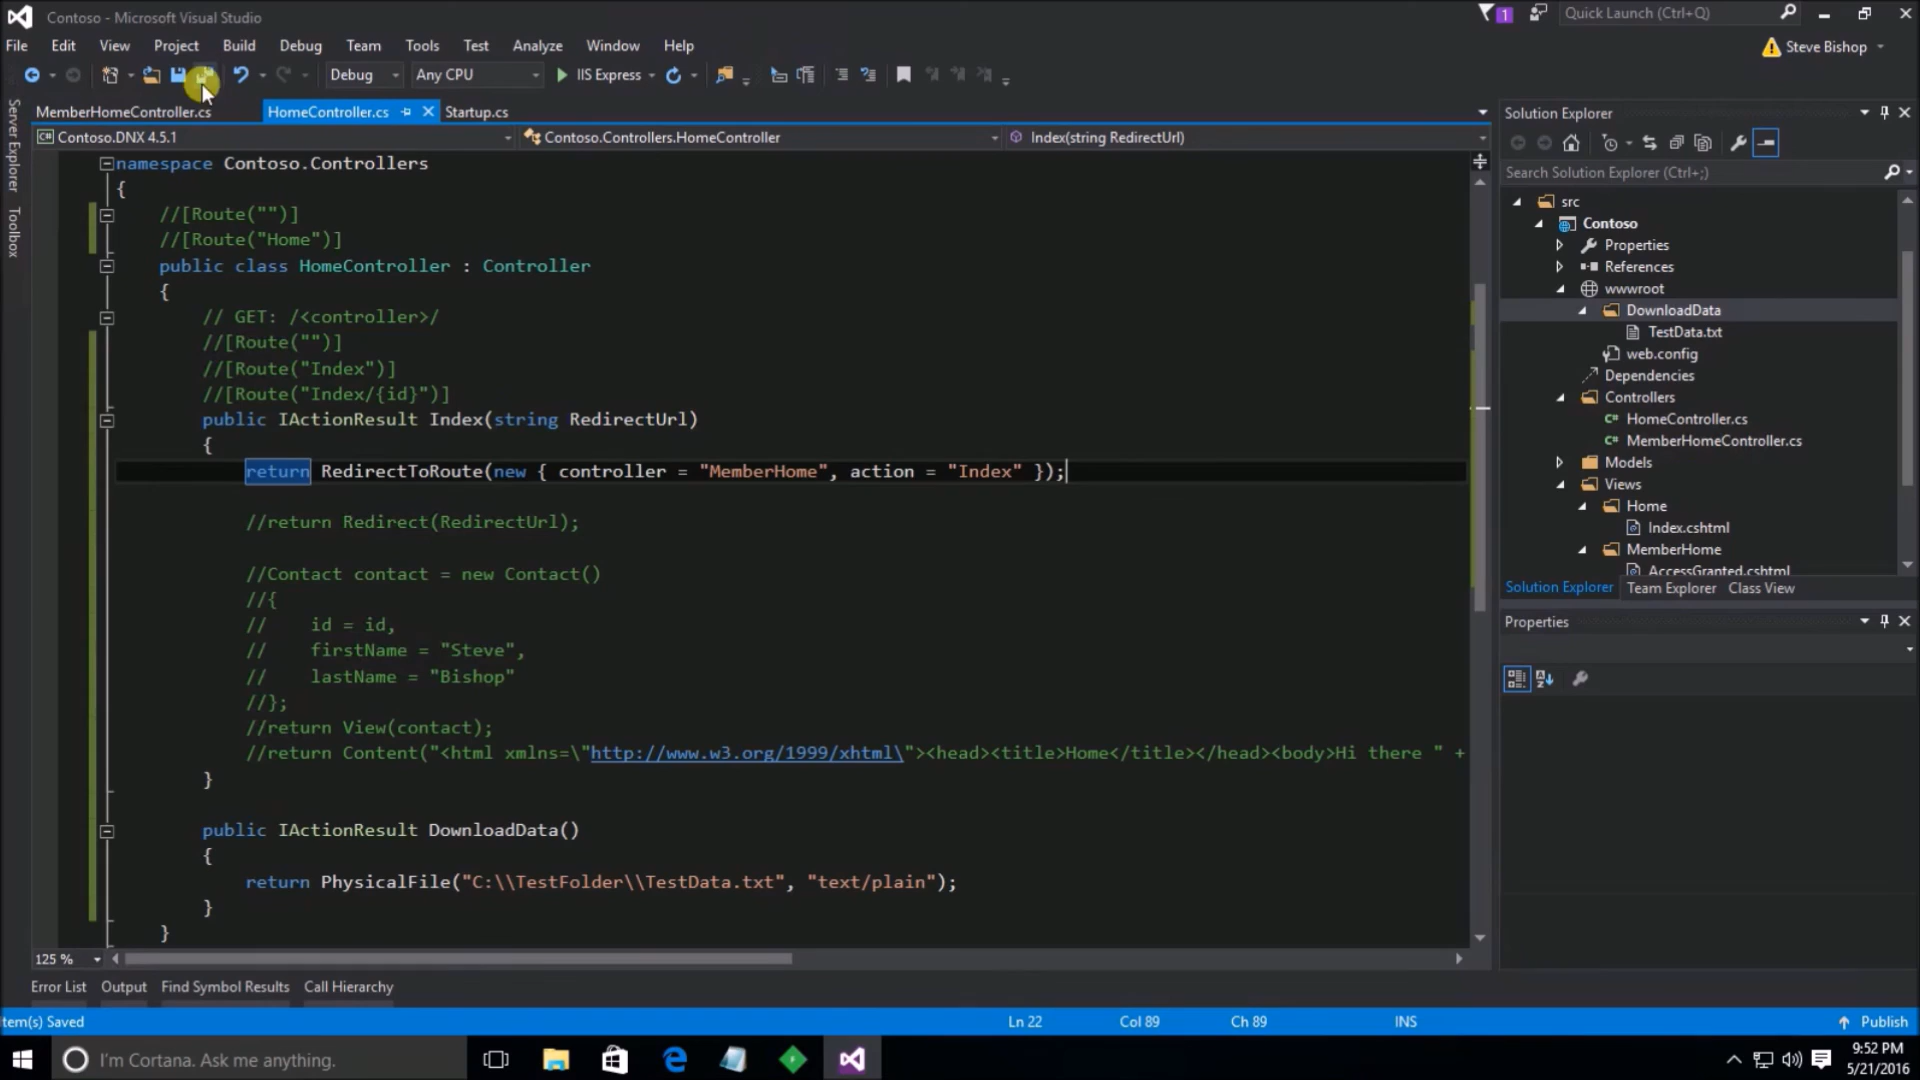 Contoso - Microsoft Visual Studio
1
Quick Launch (Ctrl+Q)
File Edit View Project Build Debug Team Tools Test Analyze Window Help
Steve Bishop
Debug Any CPU IIS Express
MemberHomeController.cs HomeController.cs Startup.cs
Contoso.DNX 4.5.1 Contoso.Controllers.HomeController Index(string RedirectUrl)
Server Explorer
Toolbox
namespace Contoso.Controllers
{
//[Route("")]
//[Route("Home")]
public class HomeController : Controller
{
// GET: /<controller>/
//[Route("")]
//[Route("Index")]
//[Route("Index/{id}")]
public IActionResult Index(string RedirectUrl)
{
return RedirectToRoute(new { controller = "MemberHome", action = "Index" });
//return Redirect(RedirectUrl);
//Contact contact = new Contact()
//{
//    id = id,
//    firstName = "Steve",
//    lastName = "Bishop"
//};
//return View(contact);
//return Content("<html xmlns=\"http://www.w3.org/1999/xhtml\"><head><title>Home</title></head><body>Hi there " +
}
public IActionResult DownloadData()
{
return PhysicalFile("C:\\TestFolder\\TestData.txt", "text/plain");
}
}
125 %
Solution Explorer
Search Solution Explorer (Ctrl+;)
src
Contoso
Properties
References
wwwroot
DownloadData
TestData.txt
web.config
Dependencies
Controllers
HomeController.cs
MemberHomeController.cs
Models
Views
Home
Index.cshtml
MemberHome
AccessGranted.cshtml
Solution Explorer Team Explorer Class View
Properties
Error List Output Find Symbol Results Call Hierarchy
Item(s) Saved Ln 22 Col 89 Ch 89 INS Publish
I'm Cortana. Ask me anything.
9:52 PM
5/21/2016